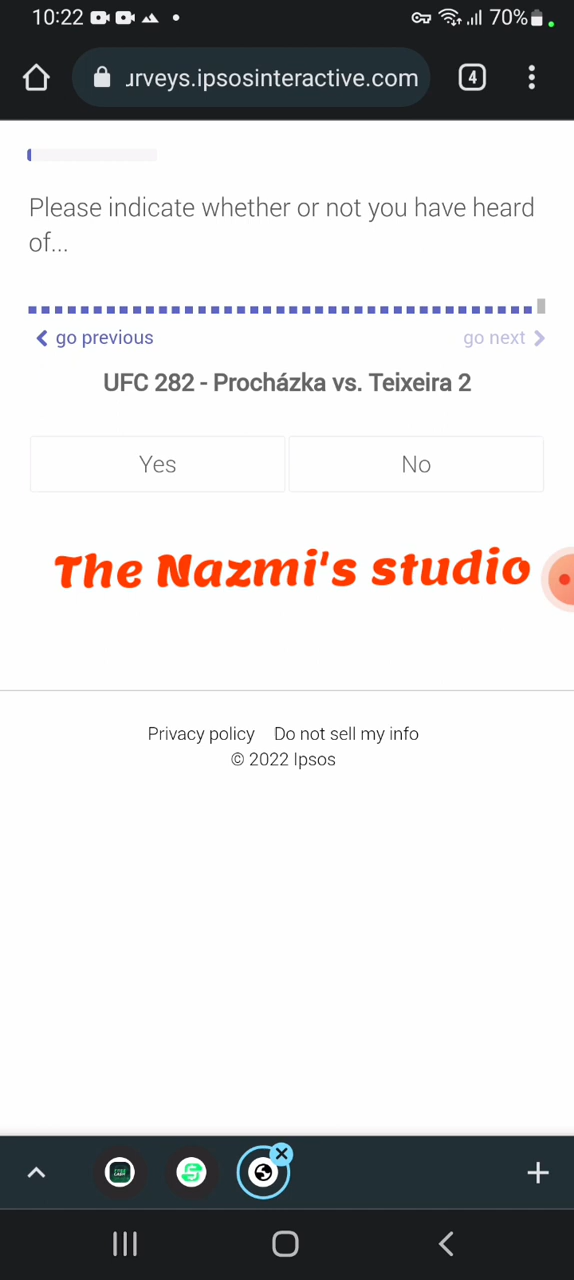 10:22
70%
urveys.ipsosinteractive.com
4
Please indicate whether or not you have heard
of...
go previous
go next
UFC 282 - Procházka vs. Teixeira 2
Yes
No
The Nazmi's studio
Privacy policy
Do not sell my info
© 2022 Ipsos